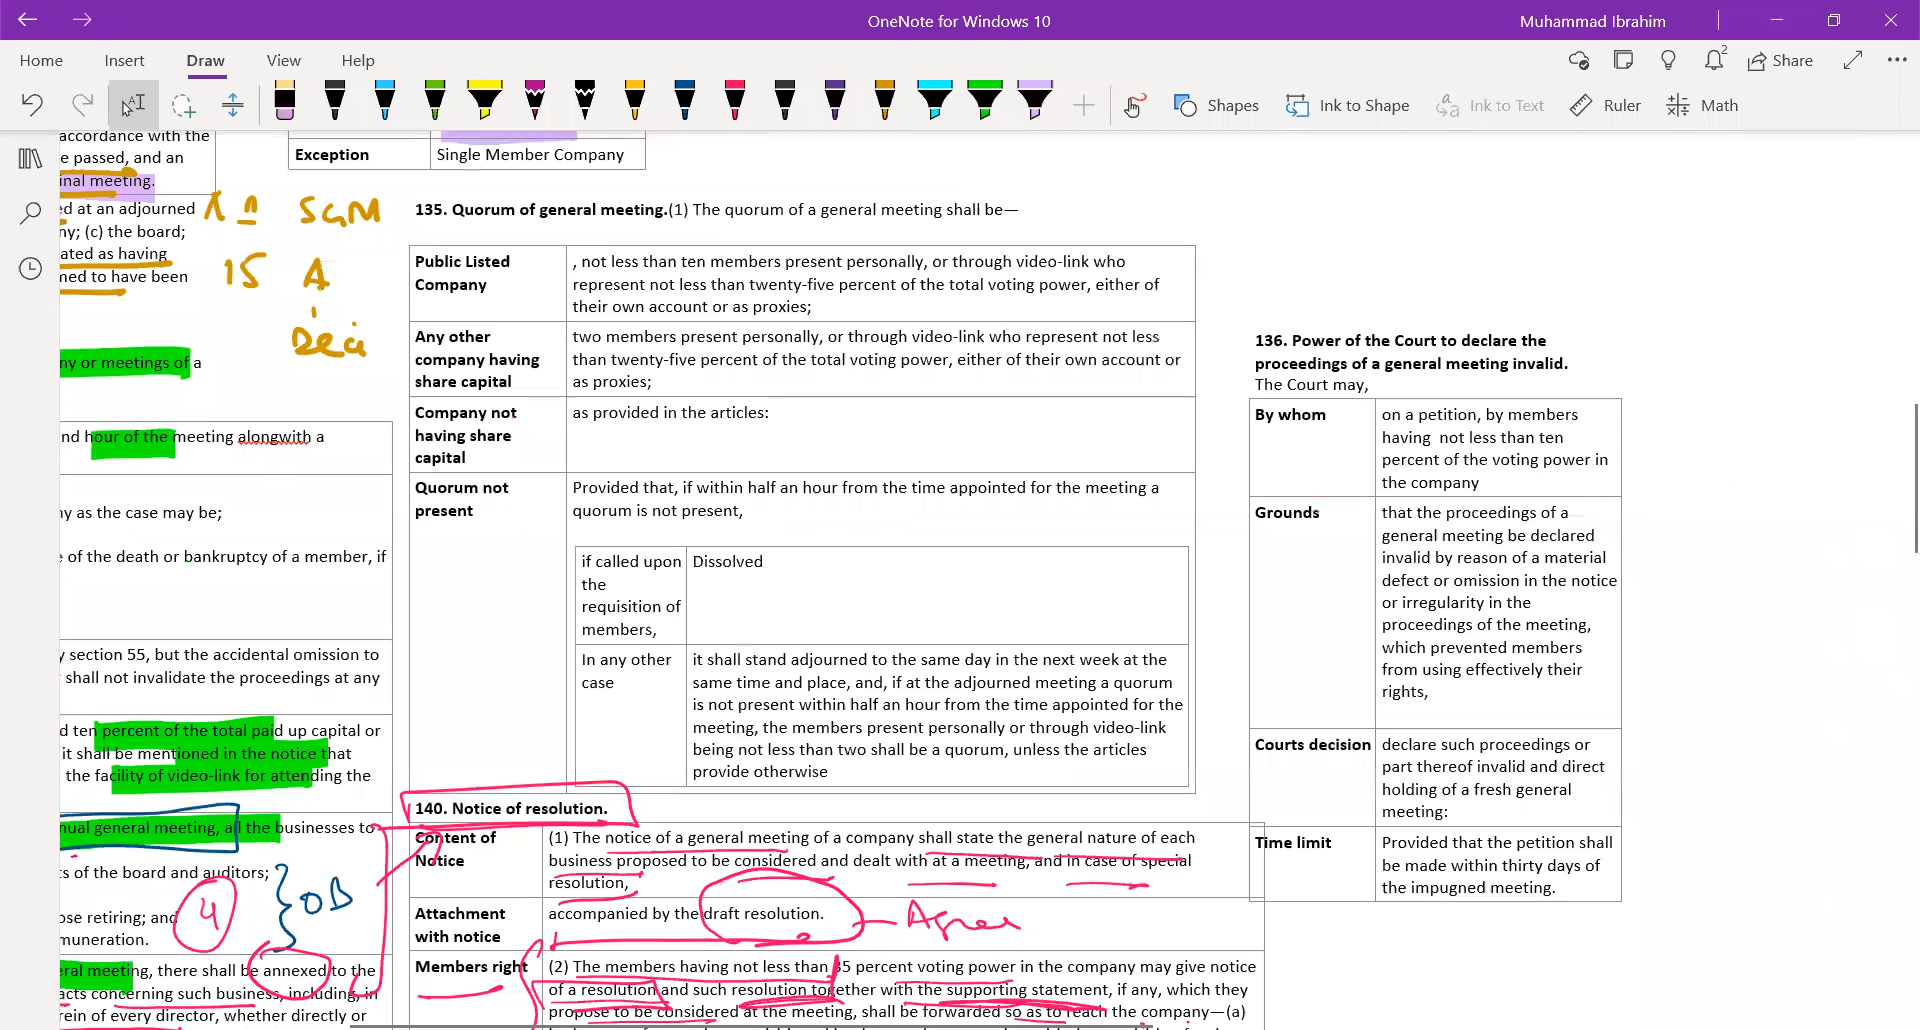 OneNote for Windows 10
Muhammad Ibrahim
Home Insert Draw View Help
Share
Shapes Ink to Shape Ink to Text Ruler Math
accordance with the
e passed, and an
inal meeting.
ed at an adjourned
ny; (c) the board;
ated as having
med to have been
ny or meetings of a
nd hour of the meeting alongwith a
ny as the case may be;
e of the death or bankruptcy of a member, if
y section 55, but the accidental omission to
shall not invalidate the proceedings at any
d ten percent of the total paid up capital or
it shall be mentioned in the notice that
the facility of video-link for attending the
nual general meeting, all the businesses to
ts of the board and auditors;
ose retiring; and
muneration.
eral meeting, there shall be annexed to the
acts concerning such business, including, in
rein of every director, whether directly or
SGM
15 A
Deci
4
OB
Exception Single Member Company
135. Quorum of general meeting.(1) The quorum of a general meeting shall be—
Public Listed
Company
, not less than ten members present personally, or through video-link who
represent not less than twenty-five percent of the total voting power, either of
their own account or as proxies;
Any other
company having
share capital
two members present personally, or through video-link who represent not less
than twenty-five percent of the total voting power, either of their own account or
as proxies;
Company not
having share
capital
as provided in the articles:
Quorum not
present
Provided that, if within half an hour from the time appointed for the meeting a
quorum is not present,
if called upon
the
requisition of
members,
Dissolved
In any other
case
it shall stand adjourned to the same day in the next week at the
same time and place, and, if at the adjourned meeting a quorum
is not present within half an hour from the time appointed for the
meeting, the members present personally or through video-link
being not less than two shall be a quorum, unless the articles
provide otherwise
140. Notice of resolution.
Content of
Notice
(1) The notice of a general meeting of a company shall state the general nature of each
business proposed to be considered and dealt with at a meeting, and in case of special
resolution,
Attachment
with notice
accompanied by the draft resolution.
Agree
Members right
(2) The members having not less than 35 percent voting power in the company may give notice
of a resolution and such resolution together with the supporting statement, if any, which they
propose to be considered at the meeting, shall be forwarded so as to reach the company—(a)
136. Power of the Court to declare the
proceedings of a general meeting invalid.
The Court may,
By whom
on a petition, by members
having not less than ten
percent of the voting power in
the company
Grounds
that the proceedings of a
general meeting be declared
invalid by reason of a material
defect or omission in the notice
or irregularity in the
proceedings of the meeting,
which prevented members
from using effectively their
rights,
Courts decision
declare such proceedings or
part thereof invalid and direct
holding of a fresh general
meeting:
Time limit
Provided that the petition shall
be made within thirty days of
the impugned meeting.